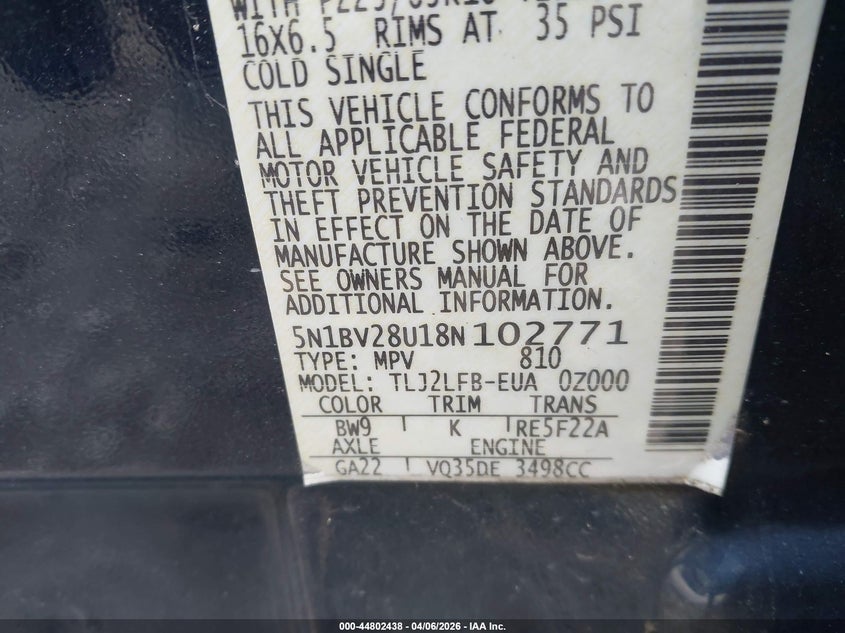 WITH P225/65R16
16X6.5 RIMS AT 35 PSI
COLD SINGLE
THIS VEHICLE CONFORMS TO
ALL APPLICABLE FEDERAL
MOTOR VEHICLE SAFETY AND
THEFT PREVENTION STANDARDS
IN EFFECT ON THE DATE OF
MANUFACTURE SHOWN ABOVE.
SEE OWNERS MANUAL FOR
ADDITIONAL INFORMATION.
5N1BV28U18N102771
TYPE: MPV 810
MODEL: TLJ2LFB-EUA 0Z000
COLOR TRIM TRANS
BW9 K RE5F22A
AXLE ENGINE
GA22 VQ35DE 3498CC
000-44802438 - 04/06/2026 - IAA Inc.